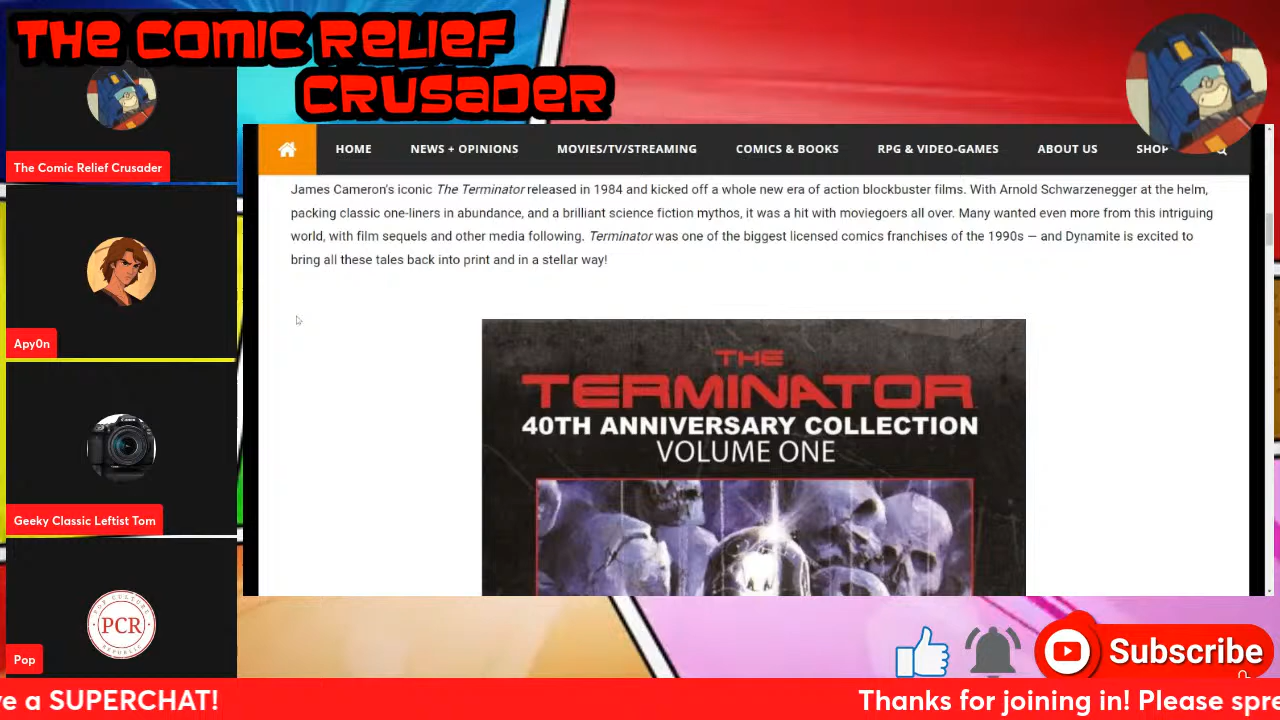 THE COMIC RELIEF
CRUSADER
The Comic Relief Crusader
Apy0n
Geeky Classic Leftist Tom
POP CULTURE
PCR
REPUBLIC
Pop
HOME
NEWS + OPINIONS
MOVIES/TV/STREAMING
COMICS & BOOKS
RPG & VIDEO-GAMES
ABOUT US
SHOP
James Cameron's iconic The Terminator released in 1984 and kicked off a whole new era of action blockbuster films. With Arnold Schwarzenegger at the helm,
packing classic one-liners in abundance, and a brilliant science fiction mythos, it was a hit with moviegoers all over. Many wanted even more from this intriguing
world, with film sequels and other media following. Terminator was one of the biggest licensed comics franchises of the 1990s — and Dynamite is excited to
bring all these tales back into print and in a stellar way!
THE
TERMINATOR
40TH ANNIVERSARY COLLECTION
VOLUME ONE
Subscribe
ve a SUPERCHAT!
Thanks for joining in! Please spre